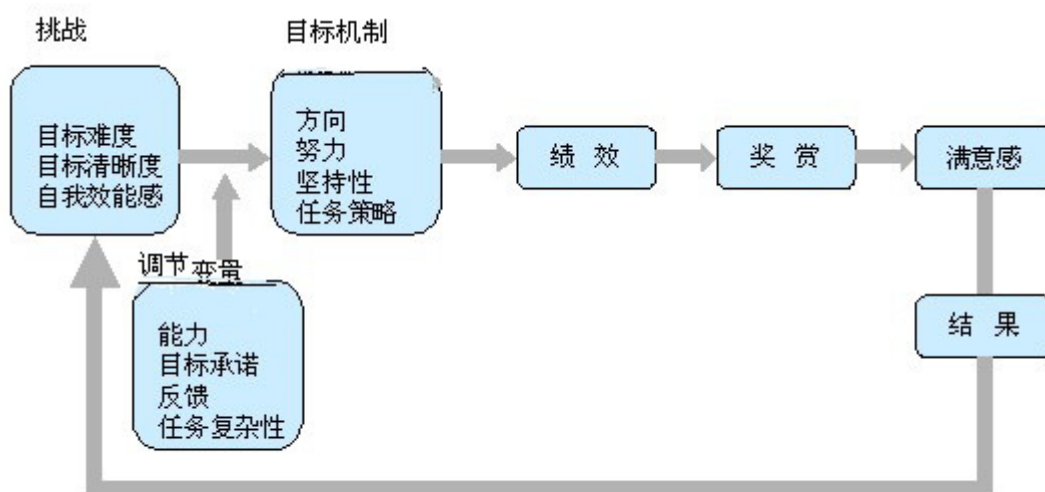 挑战
目标难度
目标清晰度
自我效能感
目标机制
方向
努力
坚持性
任务策略
调节变量
能力
目标承诺
反馈
任务复杂性
绩 效
奖 赏
满意感
结 果